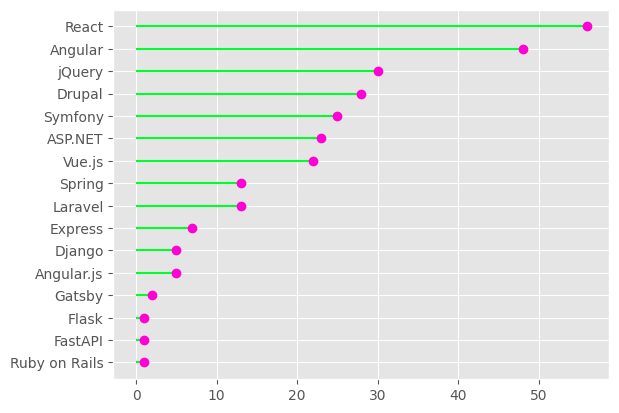 React
Angular
jQuery
Drupal
Symfony
ASP.NET
Vue.js
Spring
Laravel
Express
Django
Angular.js
Gatsby
Flask
FastAPI
Ruby on Rails
0 10 20 30 40 50